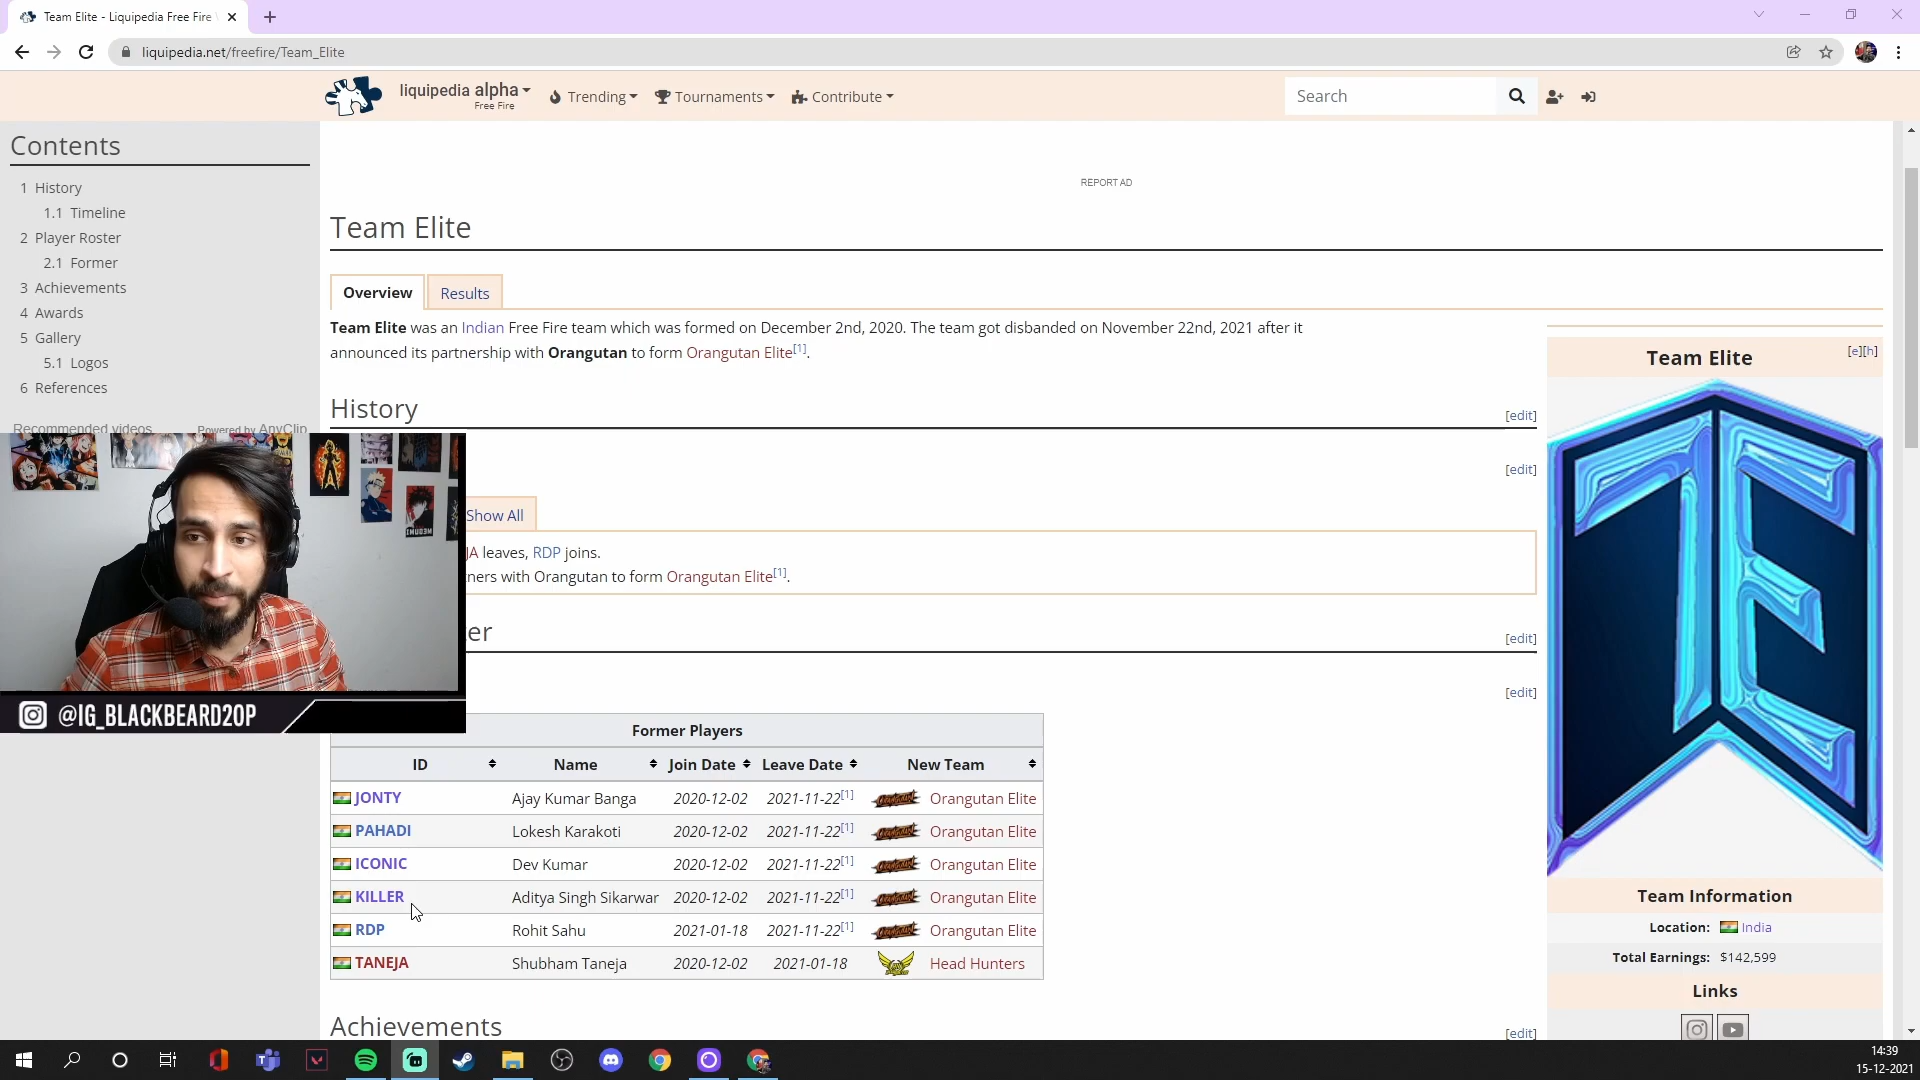 Team Elite - Liquipedia Free Fire
liquipedia.net/freefire/Team_Elite
liquipedia alpha
Free Fire
Trending
Tournaments
Contribute
Search
Contents
1 History
1.1 Timeline
2 Player Roster
2.1 Former
3 Achievements
4 Awards
5 Gallery
5.1 Logos
6 References
Recommended videos
Powered by AnyClip
REPORT AD
Team Elite
Overview
Results
Team Elite was an Indian Free Fire team which was formed on December 2nd, 2020. The team got disbanded on November 22nd, 2021 after it
announced its partnership with Orangutan to form Orangutan Elite[1].
History
[edit]
[edit]
Show All
JA leaves, RDP joins.
ners with Orangutan to form Orangutan Elite[1].
er
[edit]
[edit]
@IG_BLACKBEARD20P
Former Players
ID Name Join Date Leave Date New Team
JONTY Ajay Kumar Banga 2020-12-02 2021-11-22[1] Orangutan Elite
PAHADI Lokesh Karakoti 2020-12-02 2021-11-22[1] Orangutan Elite
ICONIC Dev Kumar 2020-12-02 2021-11-22[1] Orangutan Elite
KILLER Aditya Singh Sikarwar 2020-12-02 2021-11-22[1] Orangutan Elite
RDP Rohit Sahu 2021-01-18 2021-11-22[1] Orangutan Elite
TANEJA Shubham Taneja 2020-12-02 2021-01-18 Head Hunters
Achievements
[edit]
Team Elite
[e][h]
TE
Team Information
Location: India
Total Earnings: $142,599
Links
14:39
15-12-2021